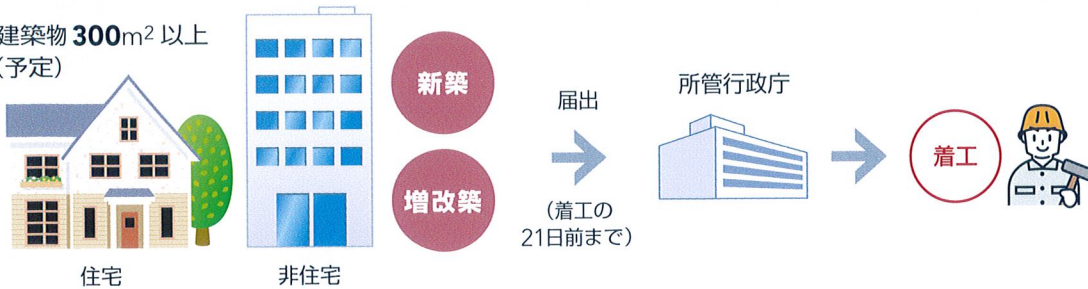 建築物 300m² 以上
(予定)
住宅
非住宅
新築
増改築
届出
(着工の
21日前まで)
所管行政庁
着工